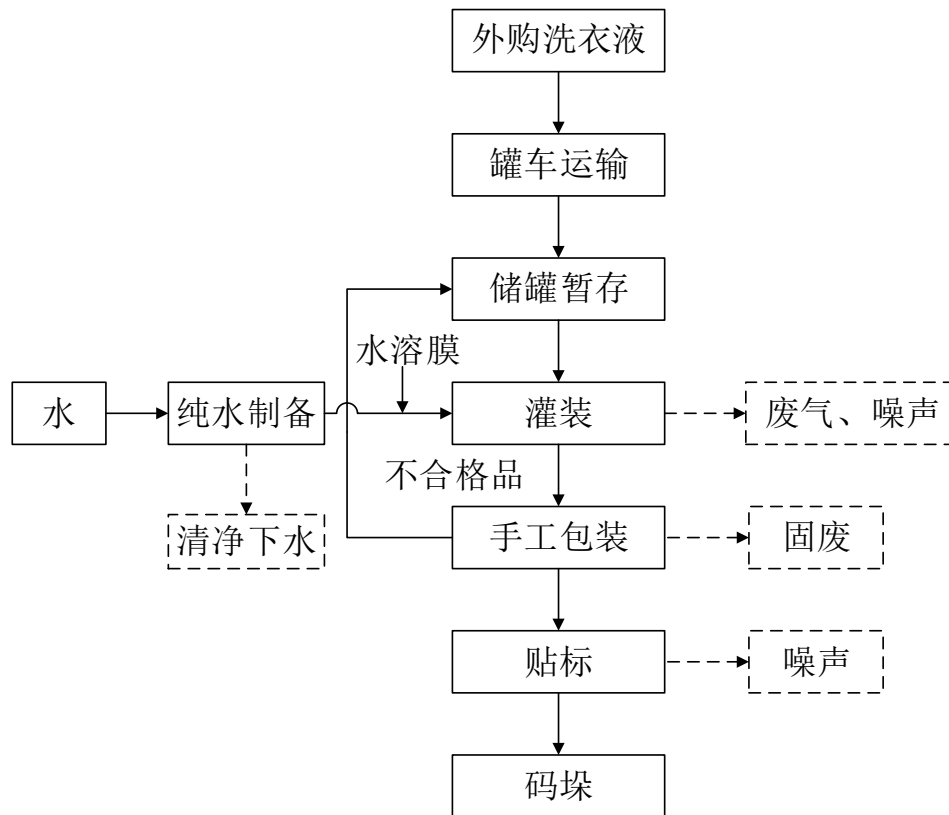 外购洗衣液
罐车运输
储罐暂存
水溶膜
水
纯水制备
灌装
废气、噪声
不合格品
清净下水
手工包装
固废
贴标
噪声
码垛